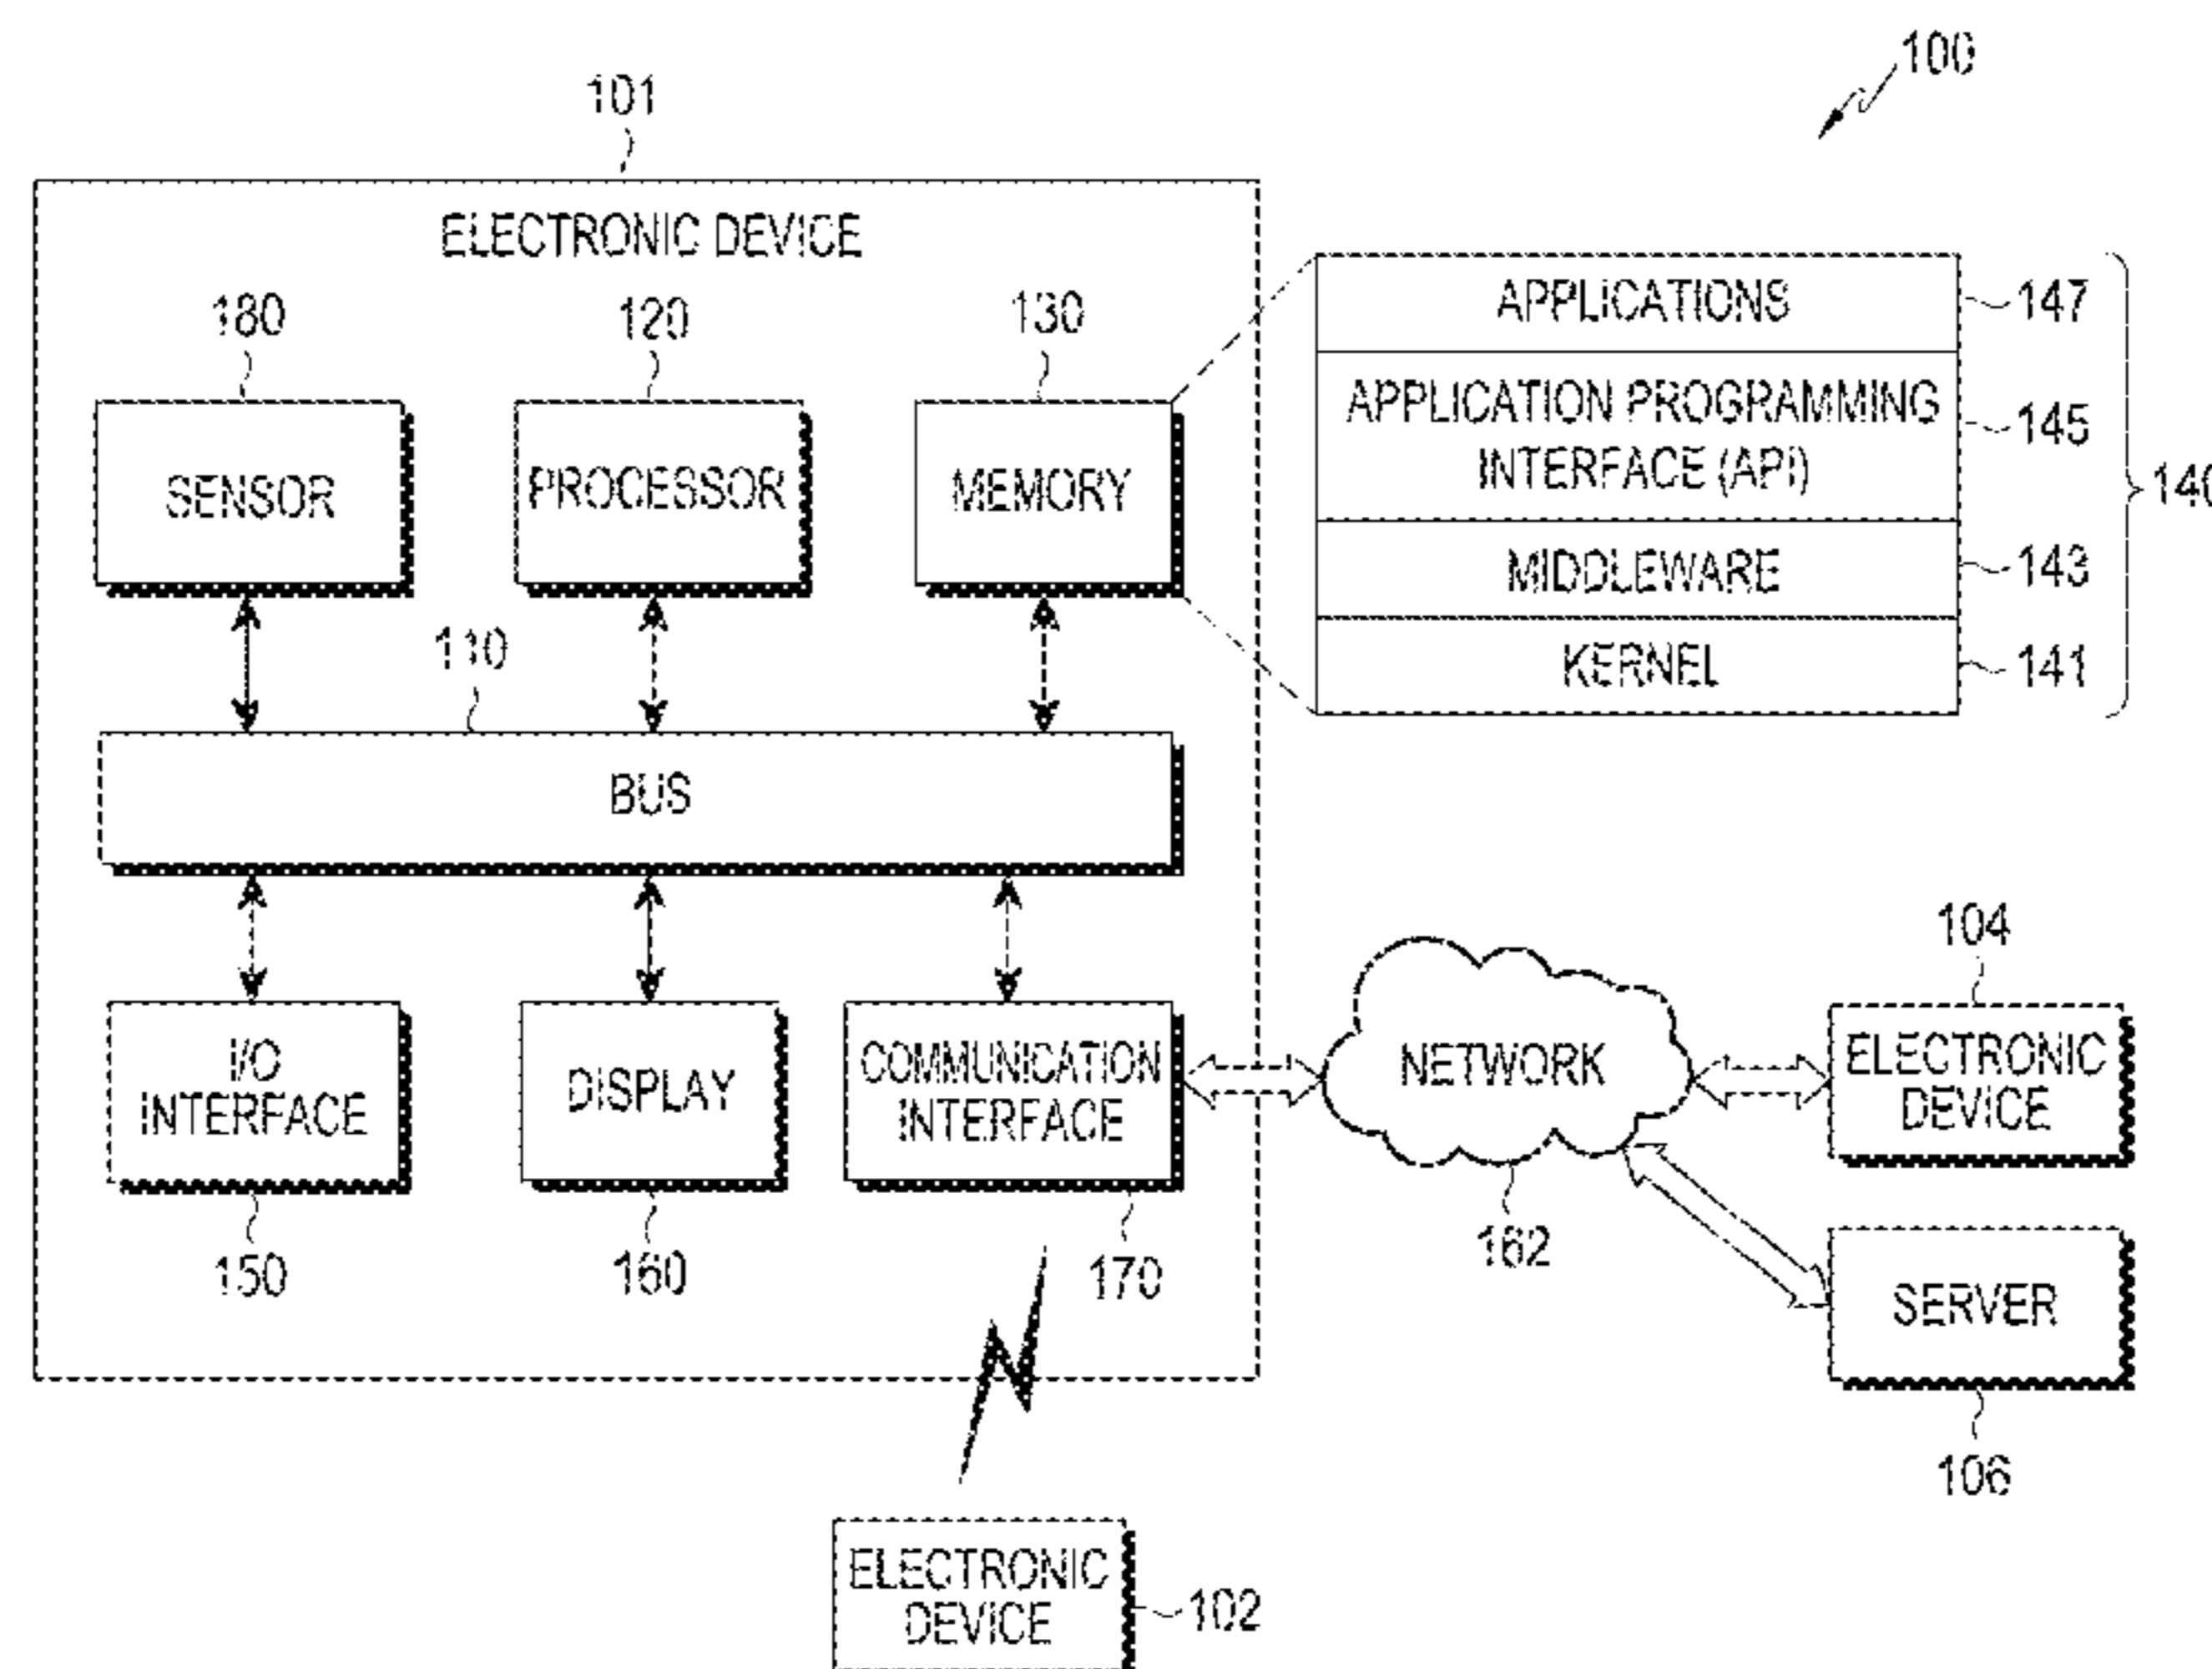 100
101
ELECTRONIC DEVICE
180
120
130
SENSOR
PROCESSOR
MEMORY
APPLICATIONS
147
APPLICATION PROGRAMMING
INTERFACE (API)
145
MIDDLEWARE
143
KERNEL
141
140
110
BUS
I/O
INTERFACE
DISPLAY
COMMUNICATION
INTERFACE
150
160
170
NETWORK
162
104
ELECTRONIC
DEVICE
SERVER
106
ELECTRONIC
DEVICE
102